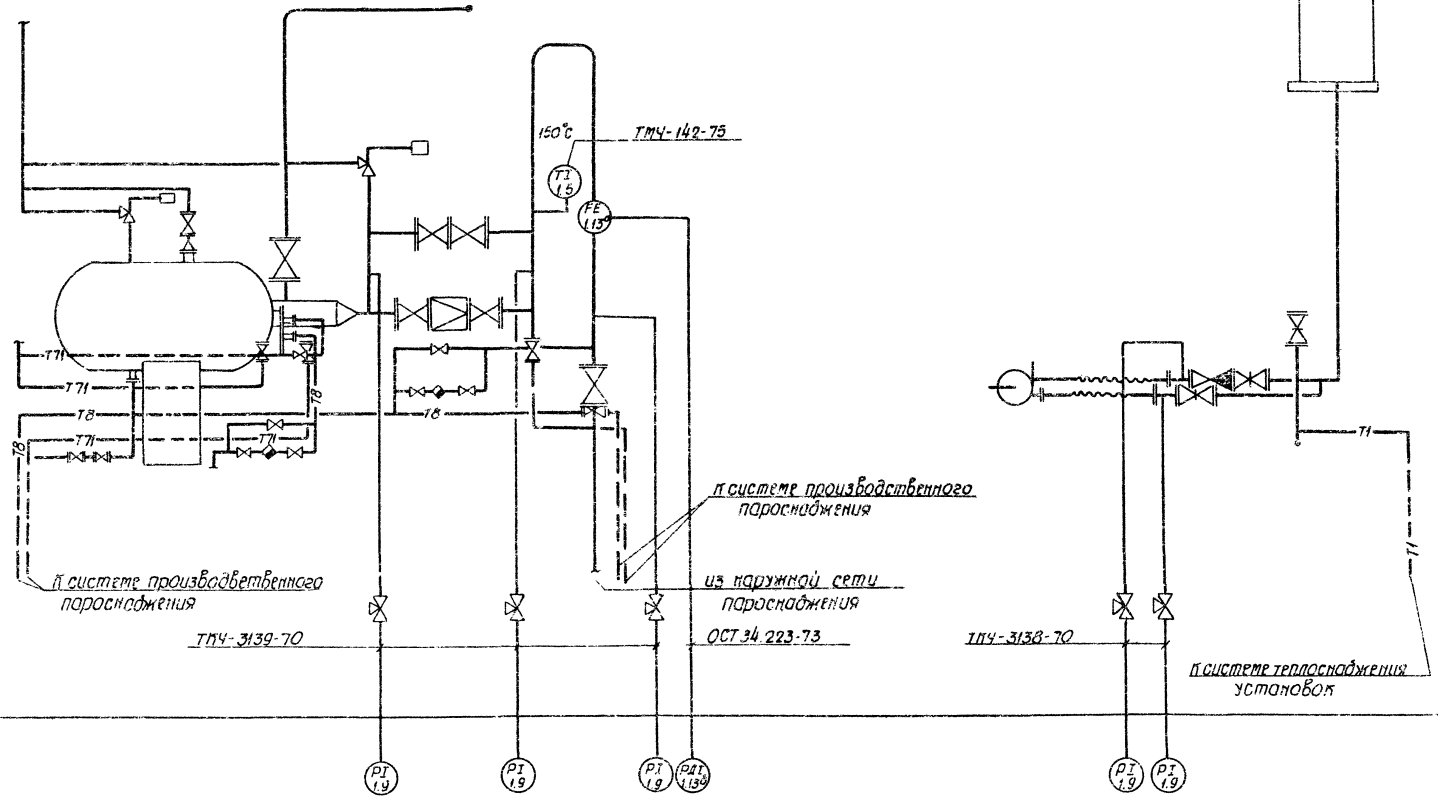 150°С
ТМЧ-142-75
TI
1.5
FE
1.13
Т71
Т71
Т8
Т8
Т71
Т8
Т71
Т8
к системе производственного
пароснабжения
к системе производственного
пароснабжения
из наружной сети
пароснабжения
ТМЧ-3139-70
ОСТ 34.223-73
ТМЧ-3138-70
Т1
Т1
к системе теплоснабжения
установок
PI
1.9
PI
1.9
PI
1.9
1.13
PI
1.9
PI
1.9